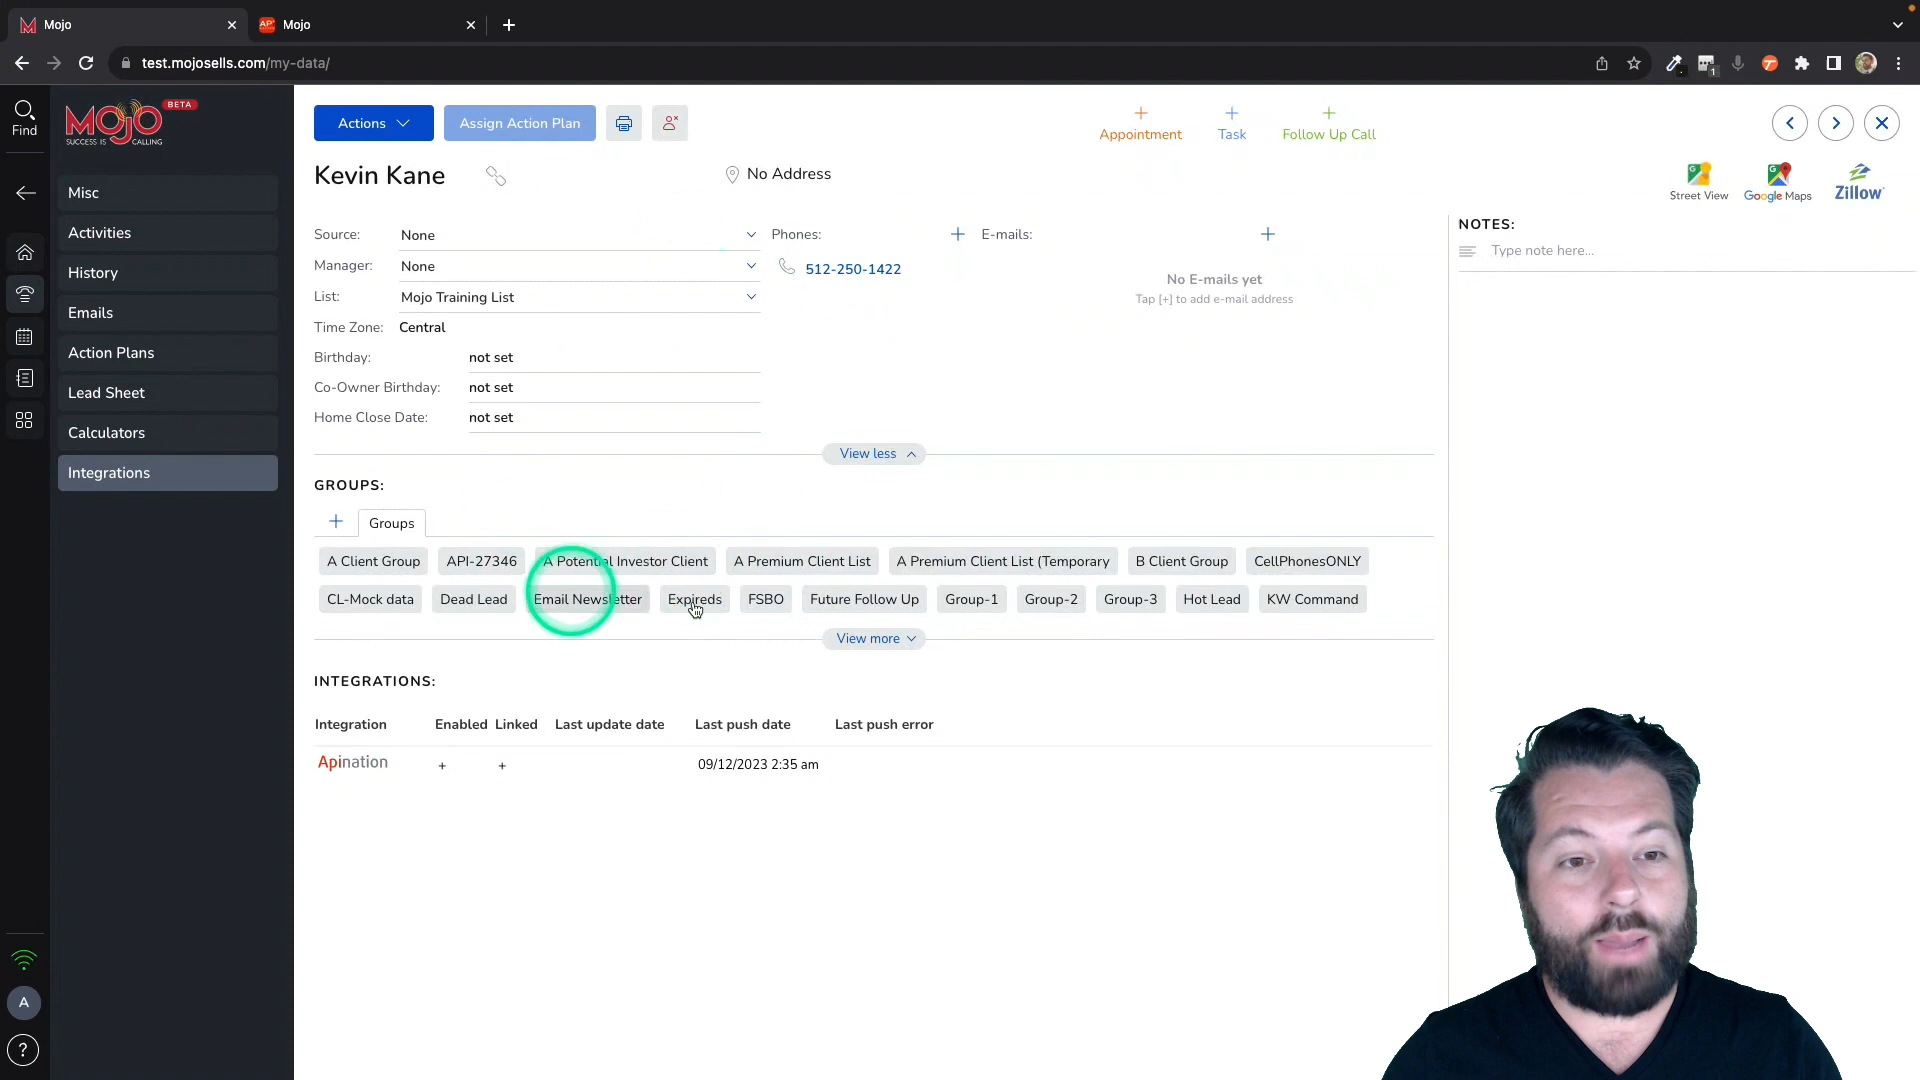 Mojo
Mojo
test.mojosells.com/my-data/
1
Find
MOJO BETA
SUCCESS IS CALLING
Misc
Activities
History
Emails
Action Plans
Lead Sheet
Calculators
Integrations
A
?
Actions
Assign Action Plan
Appointment
Task
Follow Up Call
Kevin Kane
No Address
Street View
Google Maps
Zillow
Source: None
Manager: None
List: Mojo Training List
Time Zone: Central
Birthday: not set
Co-Owner Birthday: not set
Home Close Date: not set
Phones:
512-250-1422
E-mails:
No E-mails yet
Tap [+] to add e-mail address
NOTES:
Type note here...
View less
GROUPS:
Groups
A Client Group API-27346 A Potential Investor Client A Premium Client List A Premium Client List (Temporary B Client Group CellPhonesONLY
CL-Mock data Dead Lead Email Newsletter Expireds FSBO Future Follow Up Group-1 Group-2 Group-3 Hot Lead KW Command
View more
INTEGRATIONS:
Integration Enabled Linked Last update date Last push date Last push error
Apination + + 09/12/2023 2:35 am